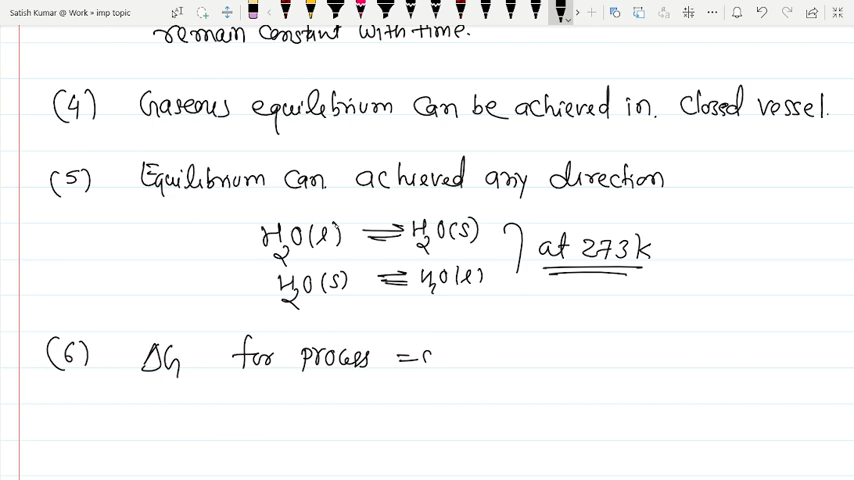 Satish Kumar @ Work » imp topic
remain constant with time.
(4) Gaseous equilibrium can be achieved in. closed vessel.
(5) Equilibrium can achieved any direction
H2O(l) ⇌ H2O(s)
at 273k
H2O(s) ⇌ H2O(l)
(6) ΔG for process =